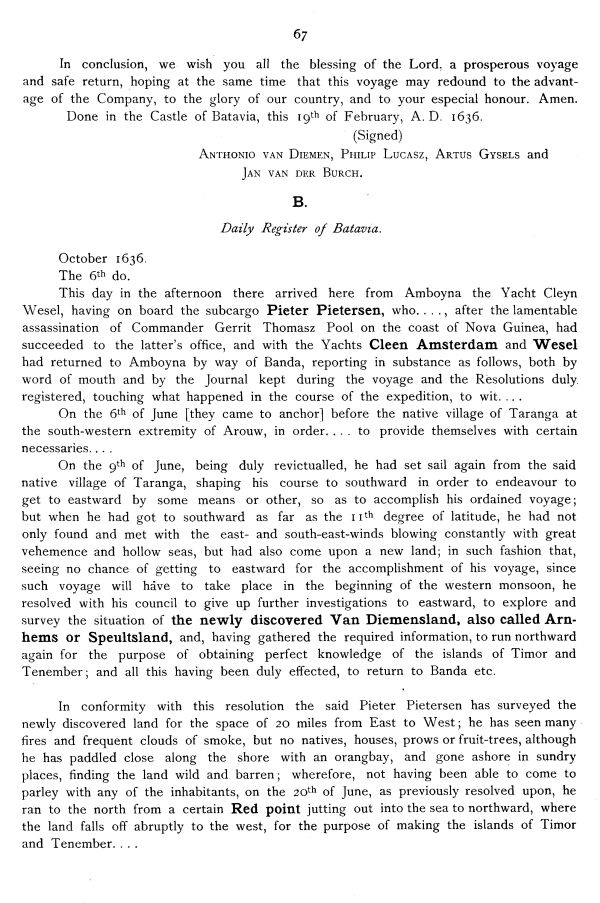 67
In conclusion, we wish you all the blessing of the Lord, a prosperous voyage
and safe return, hoping at the same time that this voyage may redound to the advant-
age of the Company, to the glory of our country, and to your especial honour. Amen.
Done in the Castle of Batavia, this 19th of February, A. D. 1636.
(Signed)
Anthonio van Diemen, Philip Lucasz, Artus Gysels and
Jan van der Burch.
B.
Daily Register of Batavia.
October 1636.
The 6th do.
This day in the afternoon there arrived here from Amboyna the Yacht Cleyn
Wesel, having on board the subcargo Pieter Pietersen, who...., after the lamentable
assassination of Commander Gerrit Thomasz Pool on the coast of Nova Guinea, had
succeeded to the latter's office, and with the Yachts Cleen Amsterdam and Wesel
had returned to Amboyna by way of Banda, reporting in substance as follows, both by
word of mouth and by the Journal kept during the voyage and the Resolutions duly
registered, touching what happened in the course of the expedition, to wit....
On the 6th of June [they came to anchor] before the native village of Taranga at
the south-western extremity of Arouw, in order.... to provide themselves with certain
necessaries....
On the 9th of June, being duly revictualled, he had set sail again from the said
native village of Taranga, shaping his course to southward in order to endeavour to
get to eastward by some means or other, so as to accomplish his ordained voyage;
but when he had got to southward as far as the 11th degree of latitude, he had not
only found and met with the east- and south-east-winds blowing constantly with great
vehemence and hollow seas, but had also come upon a new land; in such fashion that,
seeing no chance of getting to eastward for the accomplishment of his voyage, since
such voyage will have to take place in the beginning of the western monsoon, he
resolved with his council to give up further investigations to eastward, to explore and
survey the situation of the newly discovered Van Diemensland, also called Arn-
hems or Speultsland, and, having gathered the required information, to run northward
again for the purpose of obtaining perfect knowledge of the islands of Timor and
Tenember; and all this having been duly effected, to return to Banda etc.
In conformity with this resolution the said Pieter Pietersen has surveyed the
newly discovered land for the space of 20 miles from East to West; he has seen many
fires and frequent clouds of smoke, but no natives, houses, prows or fruit-trees, although
he has paddled close along the shore with an orangbay, and gone ashore in sundry
places, finding the land wild and barren; wherefore, not having been able to come to
parley with any of the inhabitants, on the 20th of June, as previously resolved upon, he
ran to the north from a certain Red point jutting out into the sea to northward, where
the land falls off abruptly to the west, for the purpose of making the islands of Timor
and Tenember....